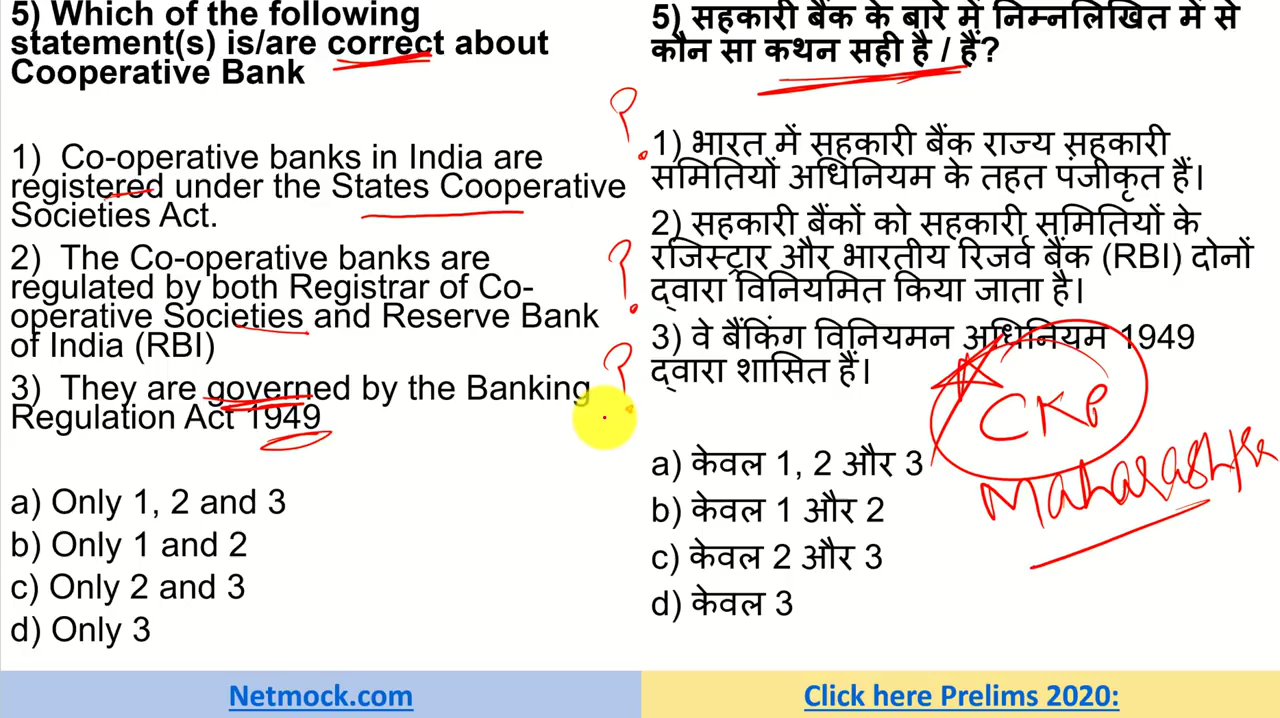 5) Which of the following
statement(s) is/are correct about
Cooperative Bank
1) Co-operative banks in India are
registered under the States Cooperative
Societies Act.
2) The Co-operative banks are
regulated by both Registrar of Co-
operative Societies and Reserve Bank
of India (RBI)
3) They are governed by the Banking
Regulation Act 1949
a) Only 1, 2 and 3
b) Only 1 and 2
c) Only 2 and 3
d) Only 3
5) सहकारी बैंक के बारे में निम्नलिखित में से
कौन सा कथन सही है / हैं?
?
1) भारत में सहकारी बैंक राज्य सहकारी
समितियों अधिनियम के तहत पंजीकृत हैं।
2) सहकारी बैंकों को सहकारी समितियों के
?
रजिस्ट्रार और भारतीय रिजर्व बैंक (RBI) दोनों
द्वारा विनियमित किया जाता है।
3) वे बैंकिंग विनियमन अधिनियम 1949
?
द्वारा शासित हैं।
CKP
Maharashtra
a) केवल 1, 2 और 3
b) केवल 1 और 2
c) केवल 2 और 3
d) केवल 3
Netmock.com
Click here Prelims 2020: